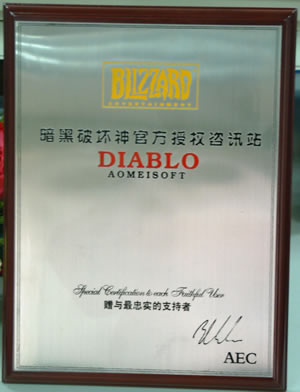 BLIZZARD
ENTERTAINMENT
暗黑破坏神官方授权咨讯站
DIABLO
AOMEISOFT
Special Certification to each Faithful User
赠与最忠实的支持者
AEC